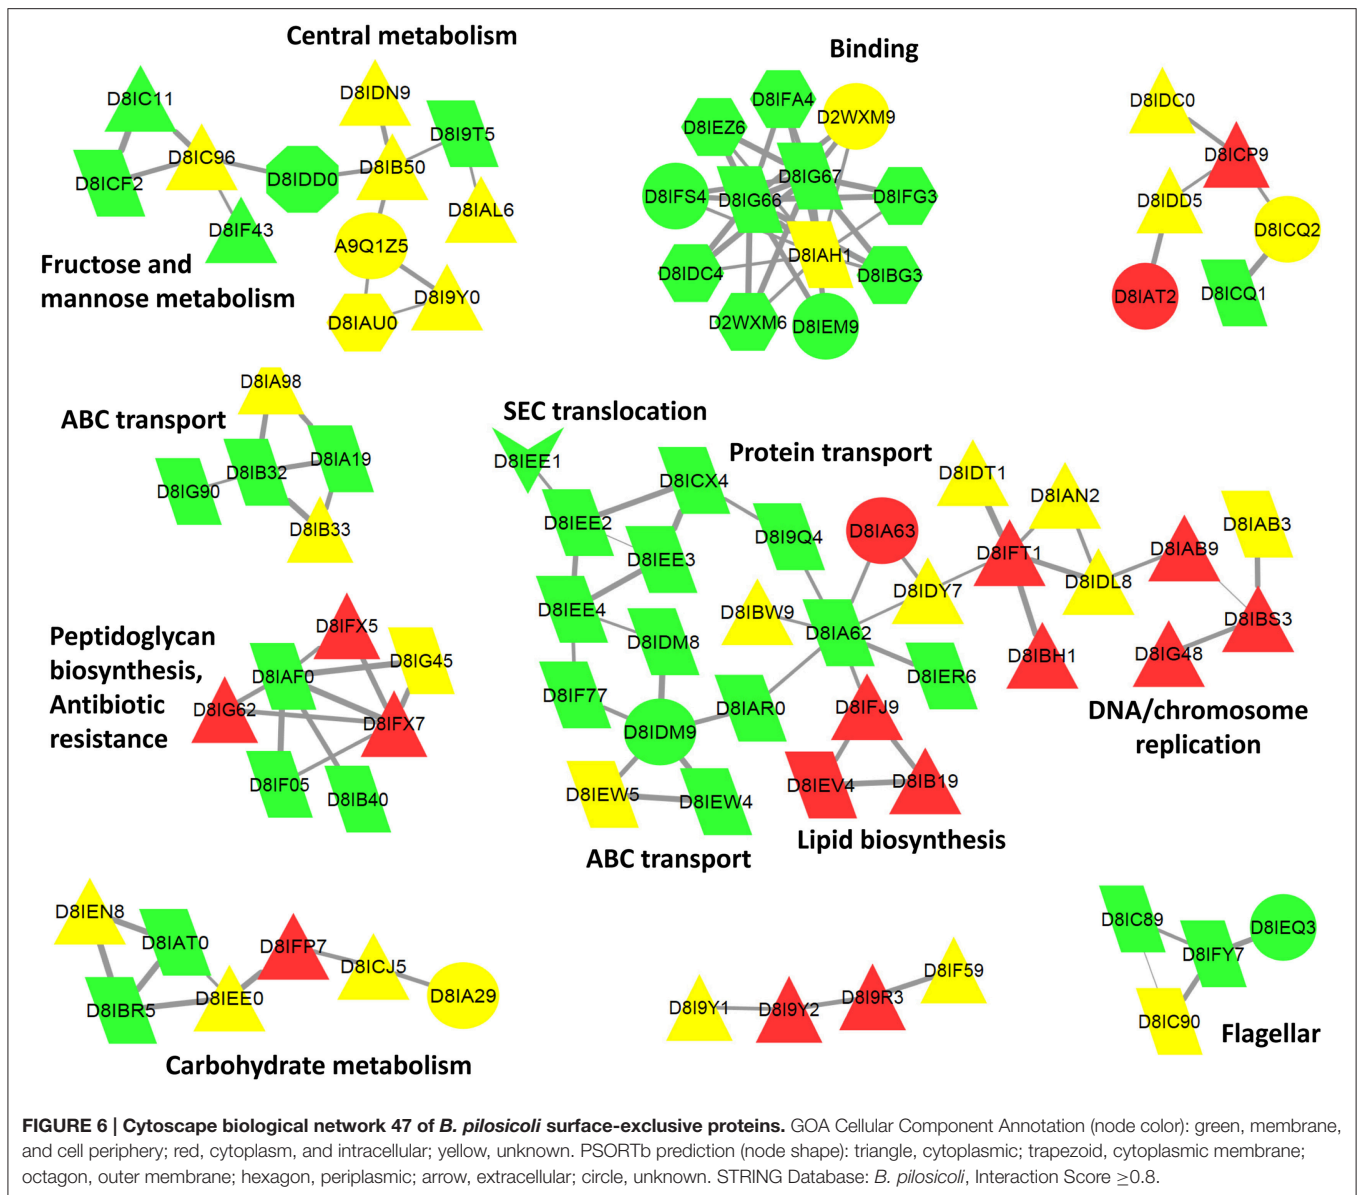 Central metabolism
D8IC11
D8IDN9
D8I9T5
D8IC96
D8IB50
D8ICF2
D8IDD0
D8IAL6
D8IF43
A9Q1Z5
Fructose and
mannose metabolism
D8I9Y0
D8IAU0
Binding
D8IFA4
D2WXM9
D8IEZ6
D8IG67
D8IFS4
D8IG66
D8IFG3
D8IAH1
D8IDC4
D8IBG3
D2WXM6
D8IEM9
D8IDC0
D8ICP9
D8IDD5
D8ICQ2
D8IAT2
D8ICQ1
ABC transport
D8IA98
D8IA19
D8IB32
D8IG90
D8IB33
SEC translocation
D8IEE1
D8ICX4
D8IEE2
D8IEE3
D8I9Q4
D8IEE4
D8IDM8
D8IF77
D8IAR0
D8IDM9
D8IEW5
D8IEW4
ABC transport
Protein transport
D8IA63
D8IDT1
D8IAN2
D8IFT1
D8IDL8
D8IDY7
D8IBW9
D8IA62
D8IER6
D8IBH1
D8IFJ9
D8IEV4
D8IB19
Lipid biosynthesis
D8IAB3
D8IAB9
D8IBS3
D8IG48
DNA/chromosome
replication
Peptidoglycan
biosynthesis,
Antibiotic
resistance
D8IFX5
D8IG45
D8IAF0
D8IG62
D8IFX7
D8IF05
D8IB40
D8IEN8
D8IAT0
D8IFP7
D8ICJ5
D8IBR5
D8IEE0
D8IA29
Carbohydrate metabolism
D8I9Y1
D8I9Y2
D8I9R3
D8IF59
D8IC89
D8IEQ3
D8IFY7
D8IC90
Flagellar
FIGURE 6 | Cytoscape biological network 47 of B. pilosicoli surface-exclusive proteins. GOA Cellular Component Annotation (node color): green, membrane,
and cell periphery; red, cytoplasm, and intracellular; yellow, unknown. PSORTb prediction (node shape): triangle, cytoplasmic; trapezoid, cytoplasmic membrane;
octagon, outer membrane; hexagon, periplasmic; arrow, extracellular; circle, unknown. STRING Database: B. pilosicoli, Interaction Score ≥0.8.